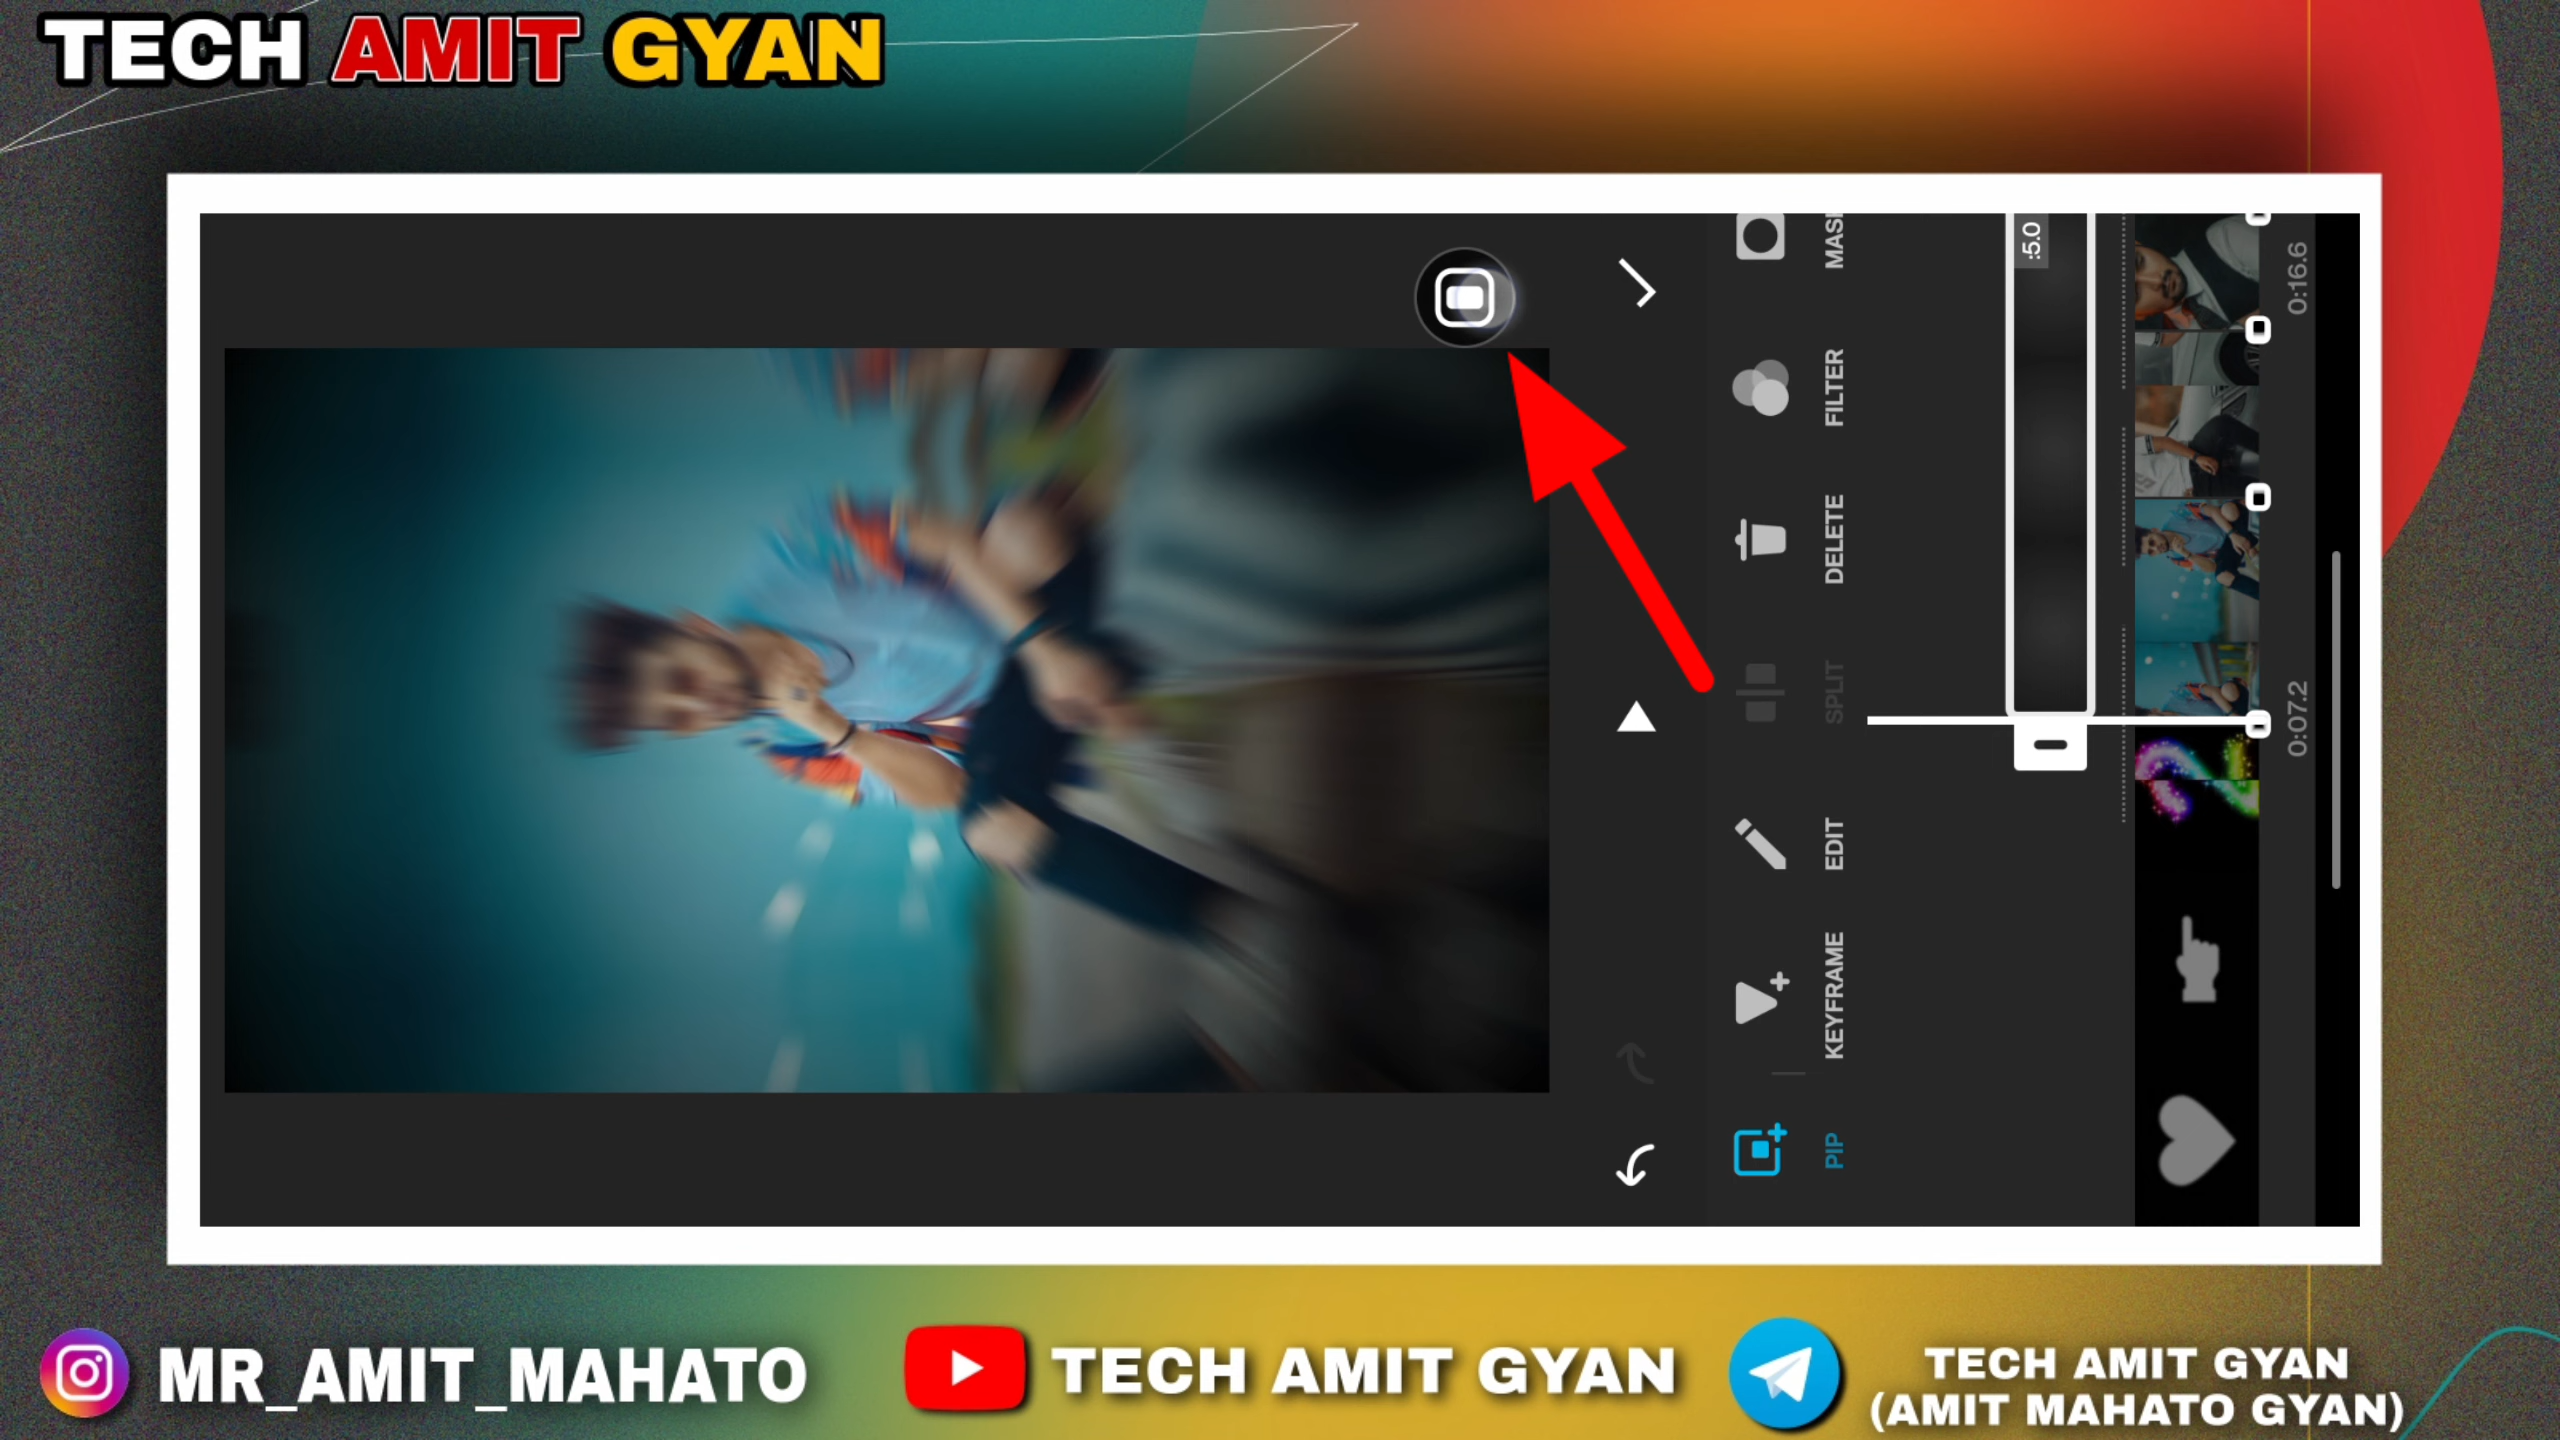 TECH AMIT GYAN
MASK
FILTER
DELETE
SPLIT
EDIT
KEYFRAME
PIP
:5.0
0:16.6
0:07.2
MR_AMIT_MAHATO
TECH AMIT GYAN
TECH AMIT GYAN
(AMIT MAHATO GYAN)